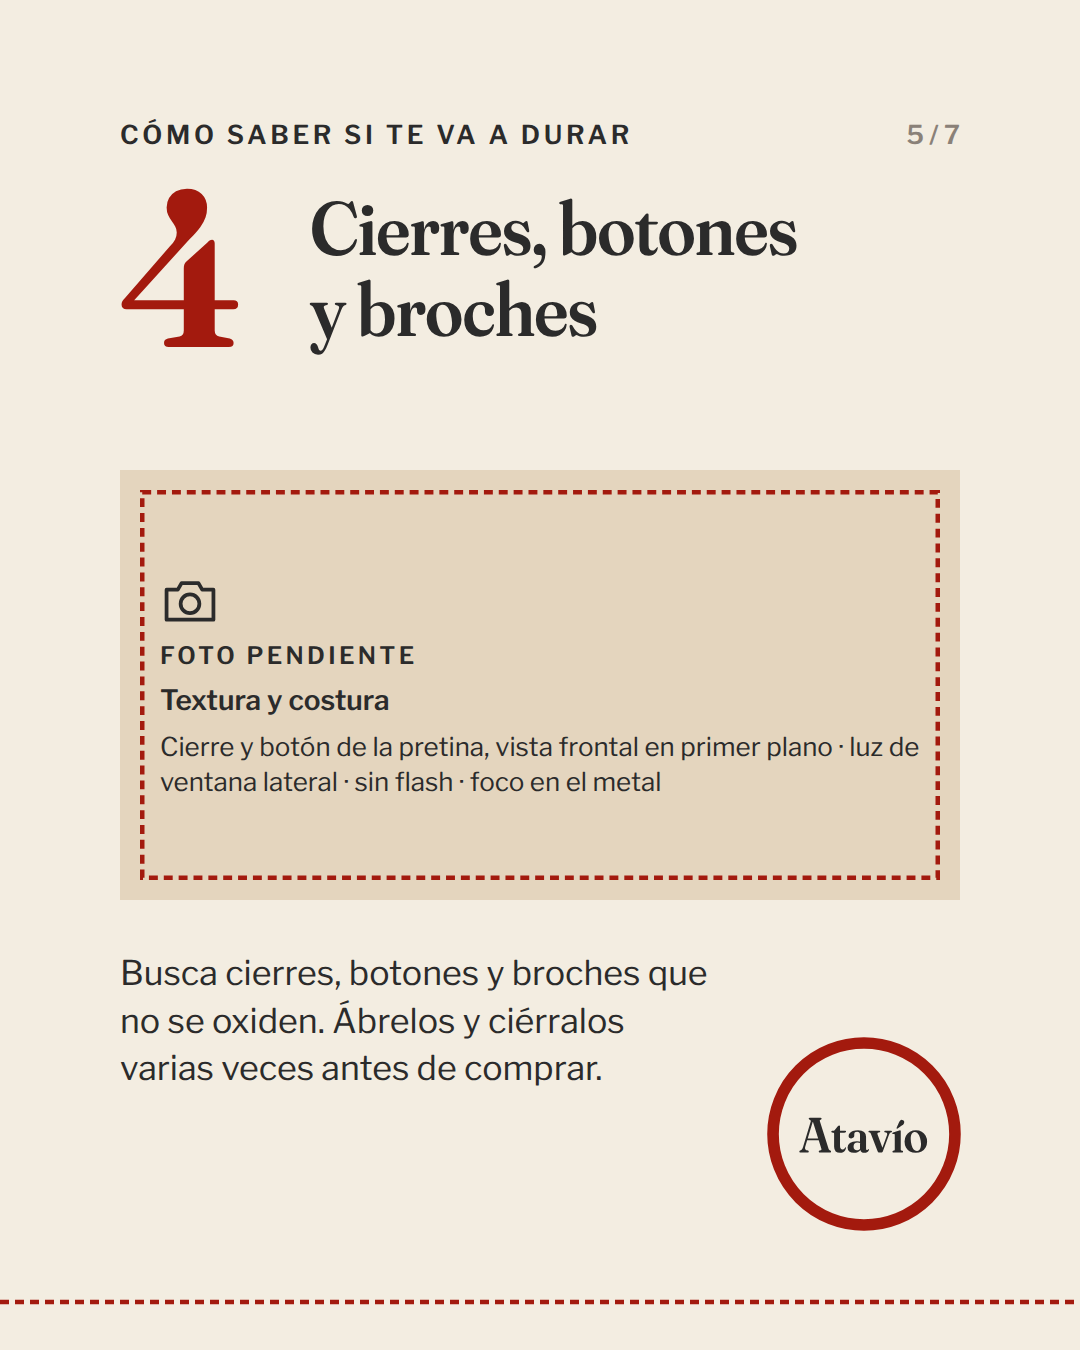 CÓMO SABER SI TE VA A DURAR
5/7
4
Cierres, botones
y broches
FOTO PENDIENTE
Textura y costura
Cierre y botón de la pretina, vista frontal en primer plano · luz de
ventana lateral · sin flash · foco en el metal
Busca cierres, botones y broches que
no se oxiden. Ábrelos y ciérralos
varias veces antes de comprar.
Atavío